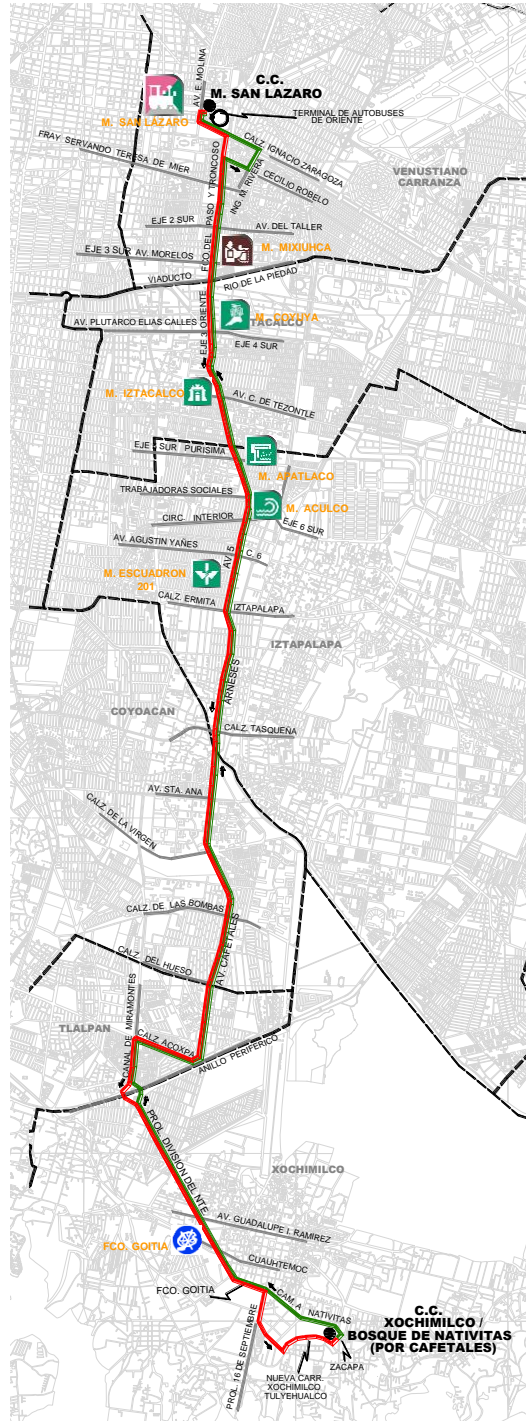 C.C.
M. SAN LAZARO
AV. E. MOLINA
M. SAN LAZARO
TERMINAL DE AUTOBUSES
DE ORIENTE
CALZ. IGNACIO ZARAGOZA
FRAY SERVANDO TERESA DE MIER
ING. M. RIVERA
CECILIO ROBELO
VENUSTIANO
CARRANZA
FCO DEL PASO Y TRONCOSO
EJE 2 SUR
AV. DEL TALLER
EJE 3 SUR AV. MORELOS
M. MIXIUHCA
VIADUCTO
RIO DE LA PIEDAD
EJE 3 ORIENTE
M. COYUYA
TACALCO
AV. PLUTARCO ELIAS CALLES
EJE 4 SUR
M. IZTACALCO
AV. C. DE TEZONTLE
EJE
SUR PURISIMA
M. APATLACO
TRABAJADORAS SOCIALES
M. ACULCO
CIRC. INTERIOR
EJE 6 SUR
AV. AGUSTIN YAÑES
AV. 5
C. 6
M. ESCUADRON
201
CALZ. ERMITA
IZTAPALAPA
IZTAPALAPA
ARNESES
COYOACAN
CALZ. TASQUEÑA
AV. STA. ANA
CALZ. DE LA VIRGEN
CALZ. DE LAS BOMBAS
AV. CAFETALES
CALZ. DEL HUESO
TLALPAN
CANAL DE MIRAMONTES
CALZ. ACOXPA
ANILLO PERIFERICO
PROL. DIVISION DEL NTE
XOCHIMILCO
AV. GUADALUPE I. RAMIREZ
FCO. GOITIA
CUAUHTEMOC
FCO. GOITIA
CAM. A NATIVITAS
PROL. 16 DE SEPTIEMBRE
C.C.
XOCHIMILCO /
BOSQUE DE NATIVITAS
(POR CAFETALES)
ZACAPA
NUEVA CARR.
XOCHIMILCO
TULYEHUALCO